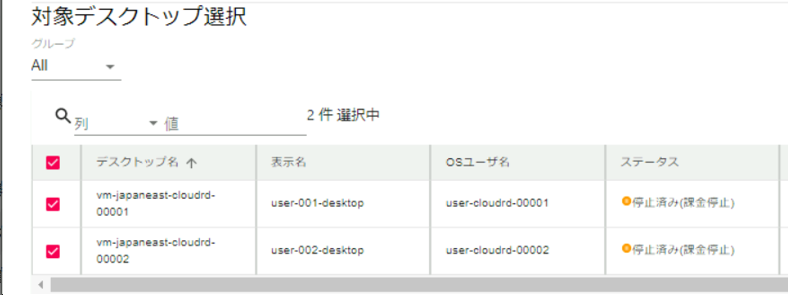 対象デスクトップ選択
グループ
All
列 値 2 件 選択中
デスクトップ名 表示名 OSユーザ名 ステータス
vm-japaneast-cloudrd-
00001 user-001-desktop user-cloudrd-00001 停止済み(課金停止)
vm-japaneast-cloudrd-
00002 user-002-desktop user-cloudrd-00002 停止済み(課金停止)